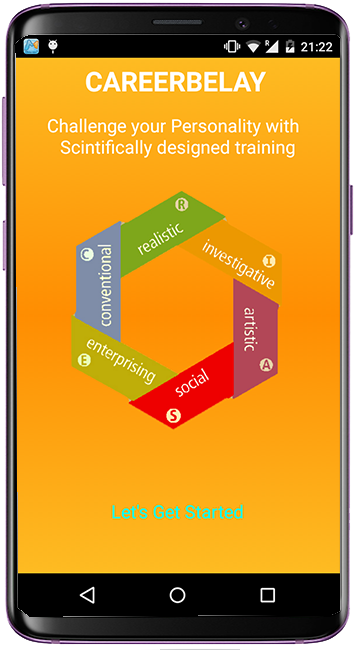 21:22
CAREERBELAY
Challenge your Personality with
Scintifically designed training
R
realistic
I
investigative
C
conventional
artistic
A
enterprising
E
social
S
Let's Get Started